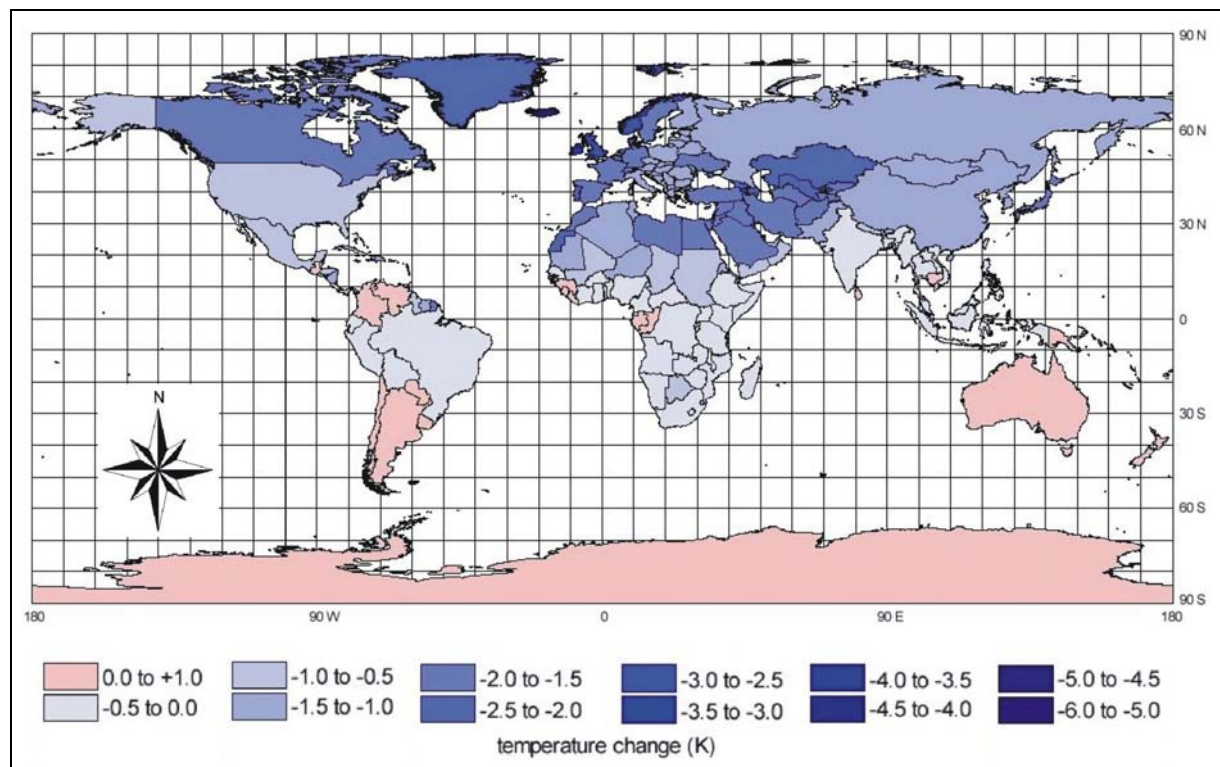 90 N
60 N
30 N
0
30 S
60 S
90 S
N
180 90 W 0 90 E 180
0.0 to +1.0 -1.0 to -0.5 -2.0 to -1.5 -3.0 to -2.5 -4.0 to -3.5 -5.0 to -4.5
-0.5 to 0.0 -1.5 to -1.0 -2.5 to -2.0 -3.5 to -3.0 -4.5 to -4.0 -6.0 to -5.0
temperature change (K)